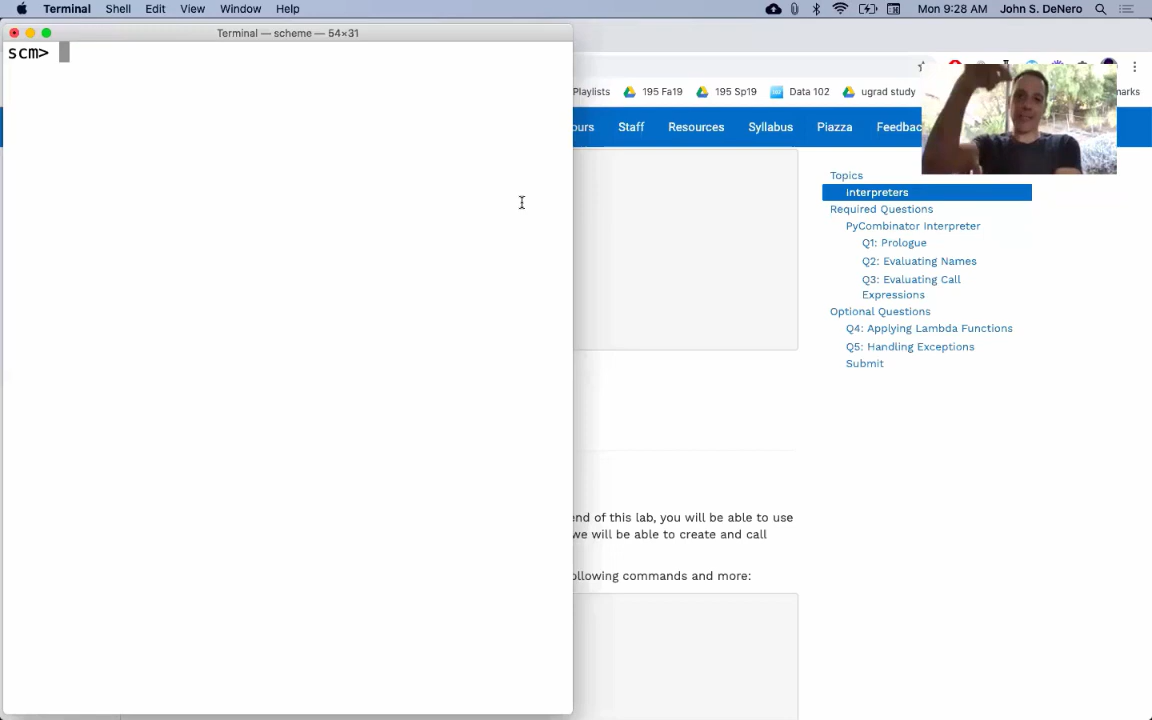 Terminal Shell Edit View Window Help Mon 9:28 AM John S. DeNero
Terminal — scheme — 54×31
scm>
Playlists 195 Fa19 195 Sp19 Data 102 ugrad study
Staff Resources Syllabus Piazza
Topics
Interpreters
Required Questions
PyCombinator Interpreter
Q1: Prologue
Q2: Evaluating Names
Q3: Evaluating Call
Expressions
Optional Questions
Q4: Applying Lambda Functions
Q5: Handling Exceptions
Submit
end of this lab, you will be able to use
we will be able to create and call
ollowing commands and more: